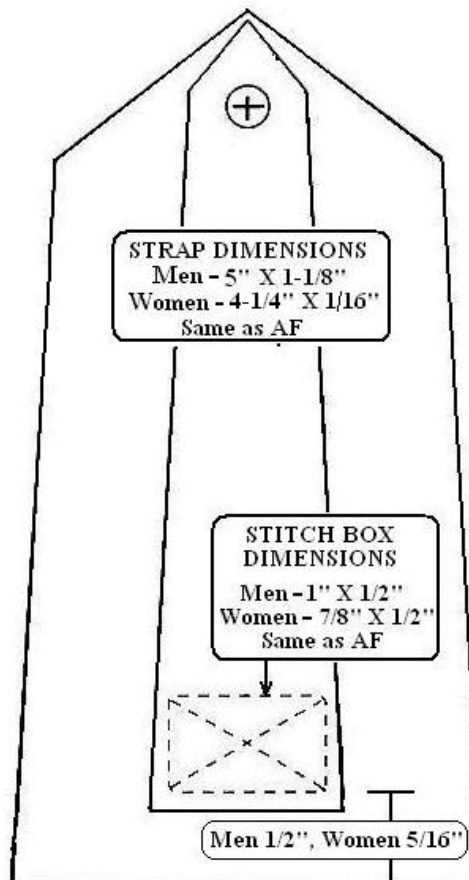 STRAP DIMENSIONS
Men - 5" X 1-1/8"
Women - 4-1/4" X 1/16"
Same as AF
STITCH BOX
DIMENSIONS
Men - 1" X 1/2"
Women - 7/8" X 1/2"
Same as AF
Men 1/2", Women 5/16"